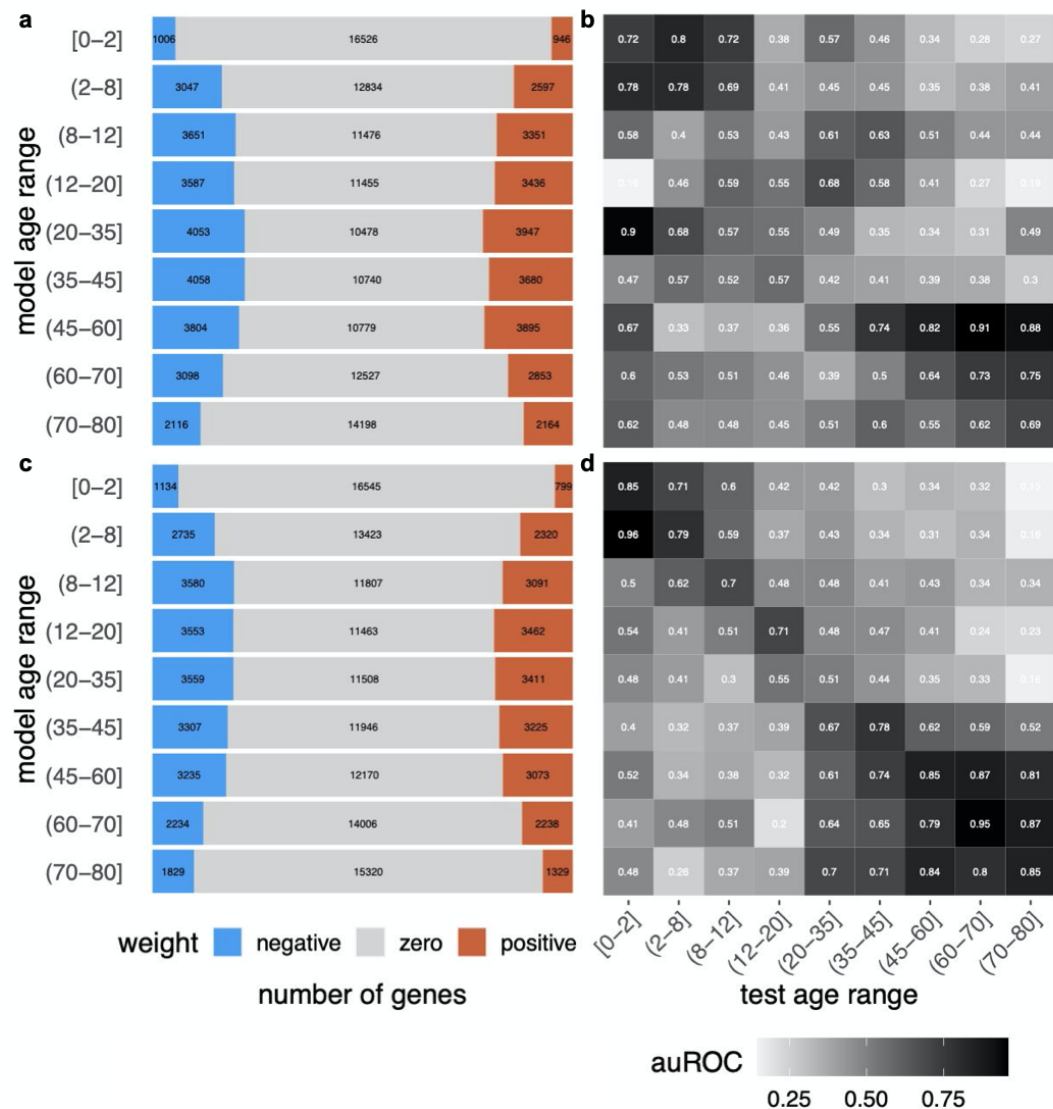 a
b
model age range
[0–2] 1006 16526 946 0.72 0.8 0.72 0.38 0.57 0.46 0.34 0.28 0.27
(2–8] 3047 12834 2597 0.78 0.78 0.69 0.41 0.45 0.45 0.35 0.38 0.41
(8–12] 3651 11476 3351 0.58 0.4 0.53 0.43 0.61 0.63 0.51 0.44 0.44
(12–20] 3587 11455 3436 0.46 0.59 0.55 0.68 0.58 0.41 0.27
(20–35] 4053 10478 3947 0.9 0.68 0.57 0.55 0.49 0.35 0.34 0.31 0.49
(35–45] 4058 10740 3680 0.47 0.57 0.52 0.57 0.42 0.41 0.39 0.38 0.3
(45–60] 3804 10779 3895 0.67 0.33 0.37 0.36 0.55 0.74 0.82 0.91 0.88
(60–70] 3098 12527 2853 0.6 0.53 0.51 0.46 0.39 0.5 0.64 0.73 0.75
(70–80] 2116 14198 2164 0.62 0.48 0.48 0.45 0.51 0.6 0.55 0.62 0.69
c
d
model age range
[0–2] 1134 16545 799 0.85 0.71 0.6 0.42 0.42 0.3 0.34 0.32
(2–8] 2735 13423 2320 0.96 0.79 0.59 0.37 0.43 0.34 0.31 0.34
(8–12] 3580 11807 3091 0.5 0.62 0.7 0.48 0.48 0.41 0.43 0.34 0.34
(12–20] 3553 11463 3462 0.54 0.41 0.51 0.71 0.48 0.47 0.41 0.24 0.23
(20–35] 3559 11508 3411 0.48 0.41 0.3 0.55 0.51 0.44 0.35 0.33
(35–45] 3307 11946 3225 0.4 0.32 0.37 0.39 0.67 0.78 0.62 0.59 0.52
(45–60] 3235 12170 3073 0.52 0.34 0.38 0.32 0.61 0.74 0.85 0.87 0.81
(60–70] 2234 14006 2238 0.41 0.48 0.51 0.2 0.64 0.65 0.79 0.95 0.87
(70–80] 1829 15320 1329 0.48 0.26 0.37 0.39 0.7 0.71 0.84 0.8 0.85
[0–2] (2–8] (8–12] (12–20] (20–35] (35–45] (45–60] (60–70] (70–80]
weight negative zero positive
number of genes
test age range
auROC
0.25 0.50 0.75